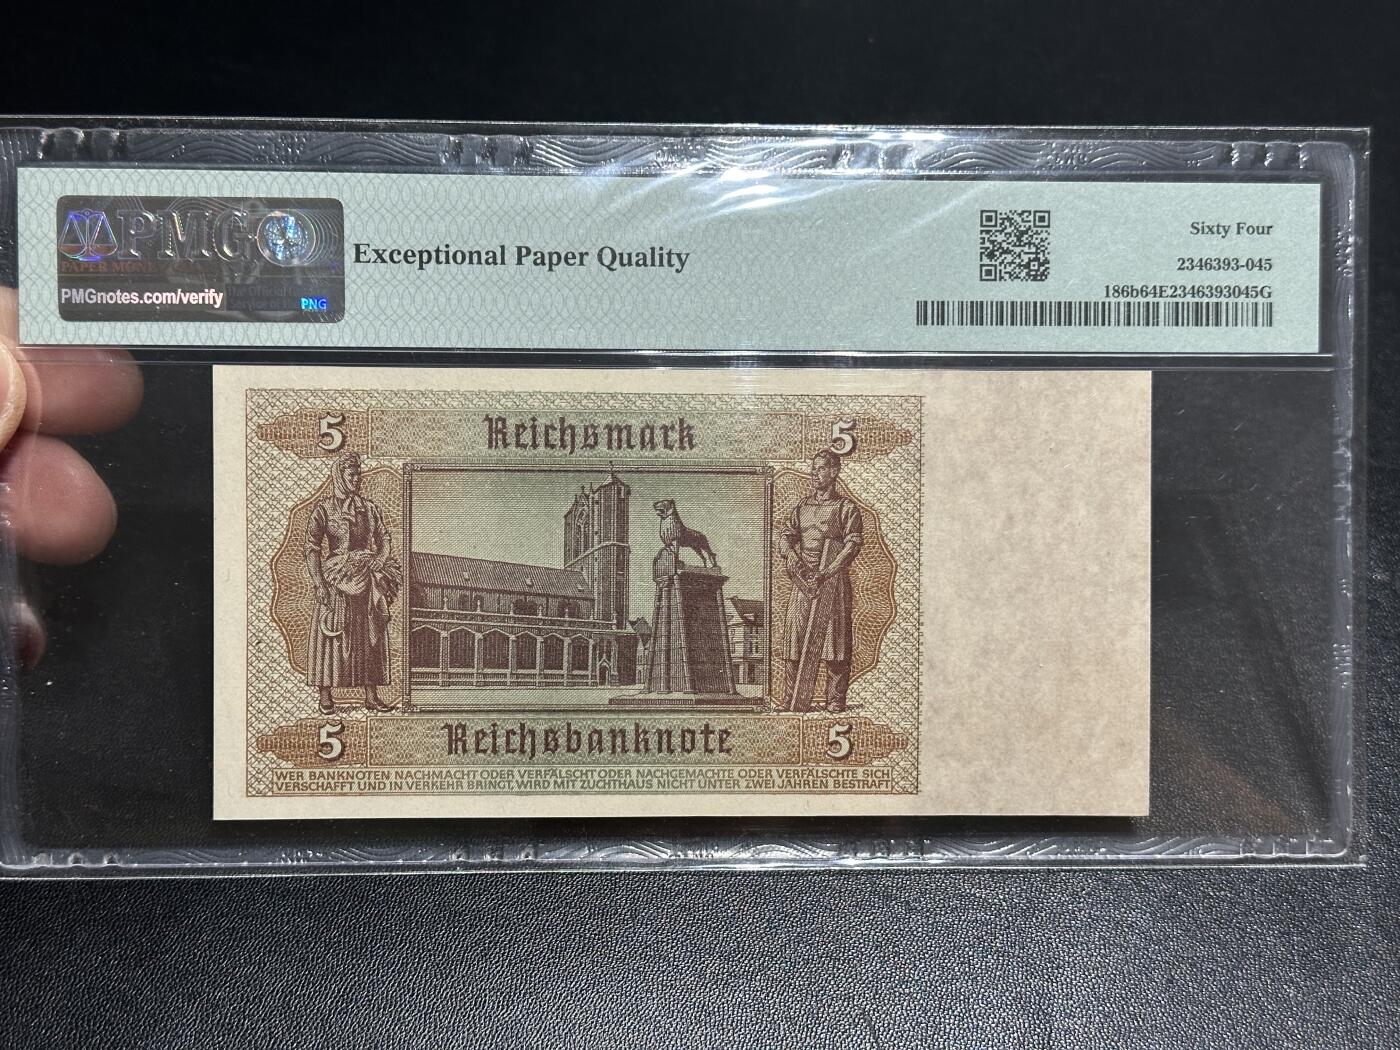 PMG
PAPER MONEY
PMGnotes.com/verify
PNG
Exceptional Paper Quality
Sixty Four
2346393-045
186b64E2346393045G
5 Reichsmark 5
5 Reichsbanknote 5
WER BANKNOTEN NACHMACHT ODER VERFÄLSCHT ODER NACHGEMACHTE ODER VERFÄLSCHTE SICH
VERSCHAFFT UND IN VERKEHR BRINGT, WIRD MIT ZUCHTHAUS NICHT UNTER ZWEI JAHREN BESTRAFT